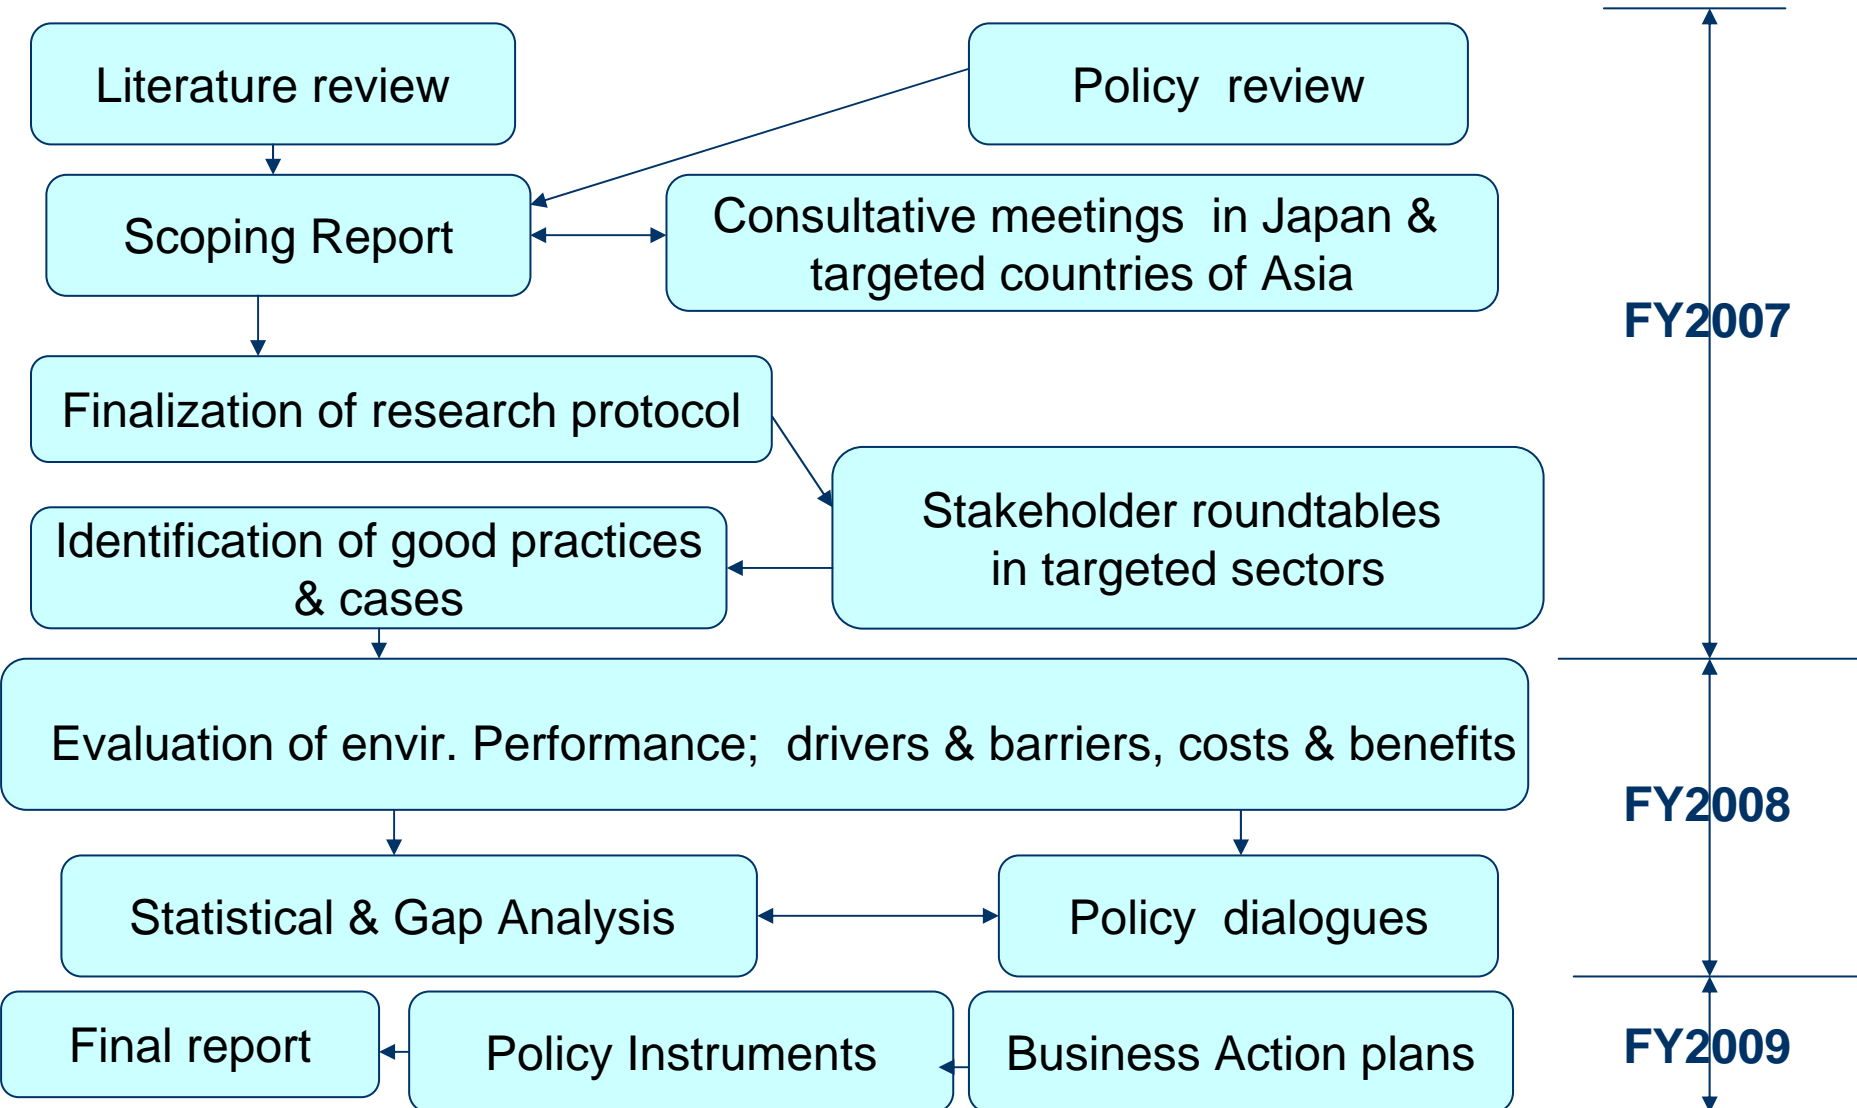 Literature review
Policy review
Scoping Report
Consultative meetings in Japan &
targeted countries of Asia
FY2007
Finalization of research protocol
Stakeholder roundtables
in targeted sectors
Identification of good practices
& cases
Evaluation of envir. Performance; drivers & barriers, costs & benefits
FY2008
Statistical & Gap Analysis
Policy dialogues
Final report
Policy Instruments
Business Action plans
FY2009